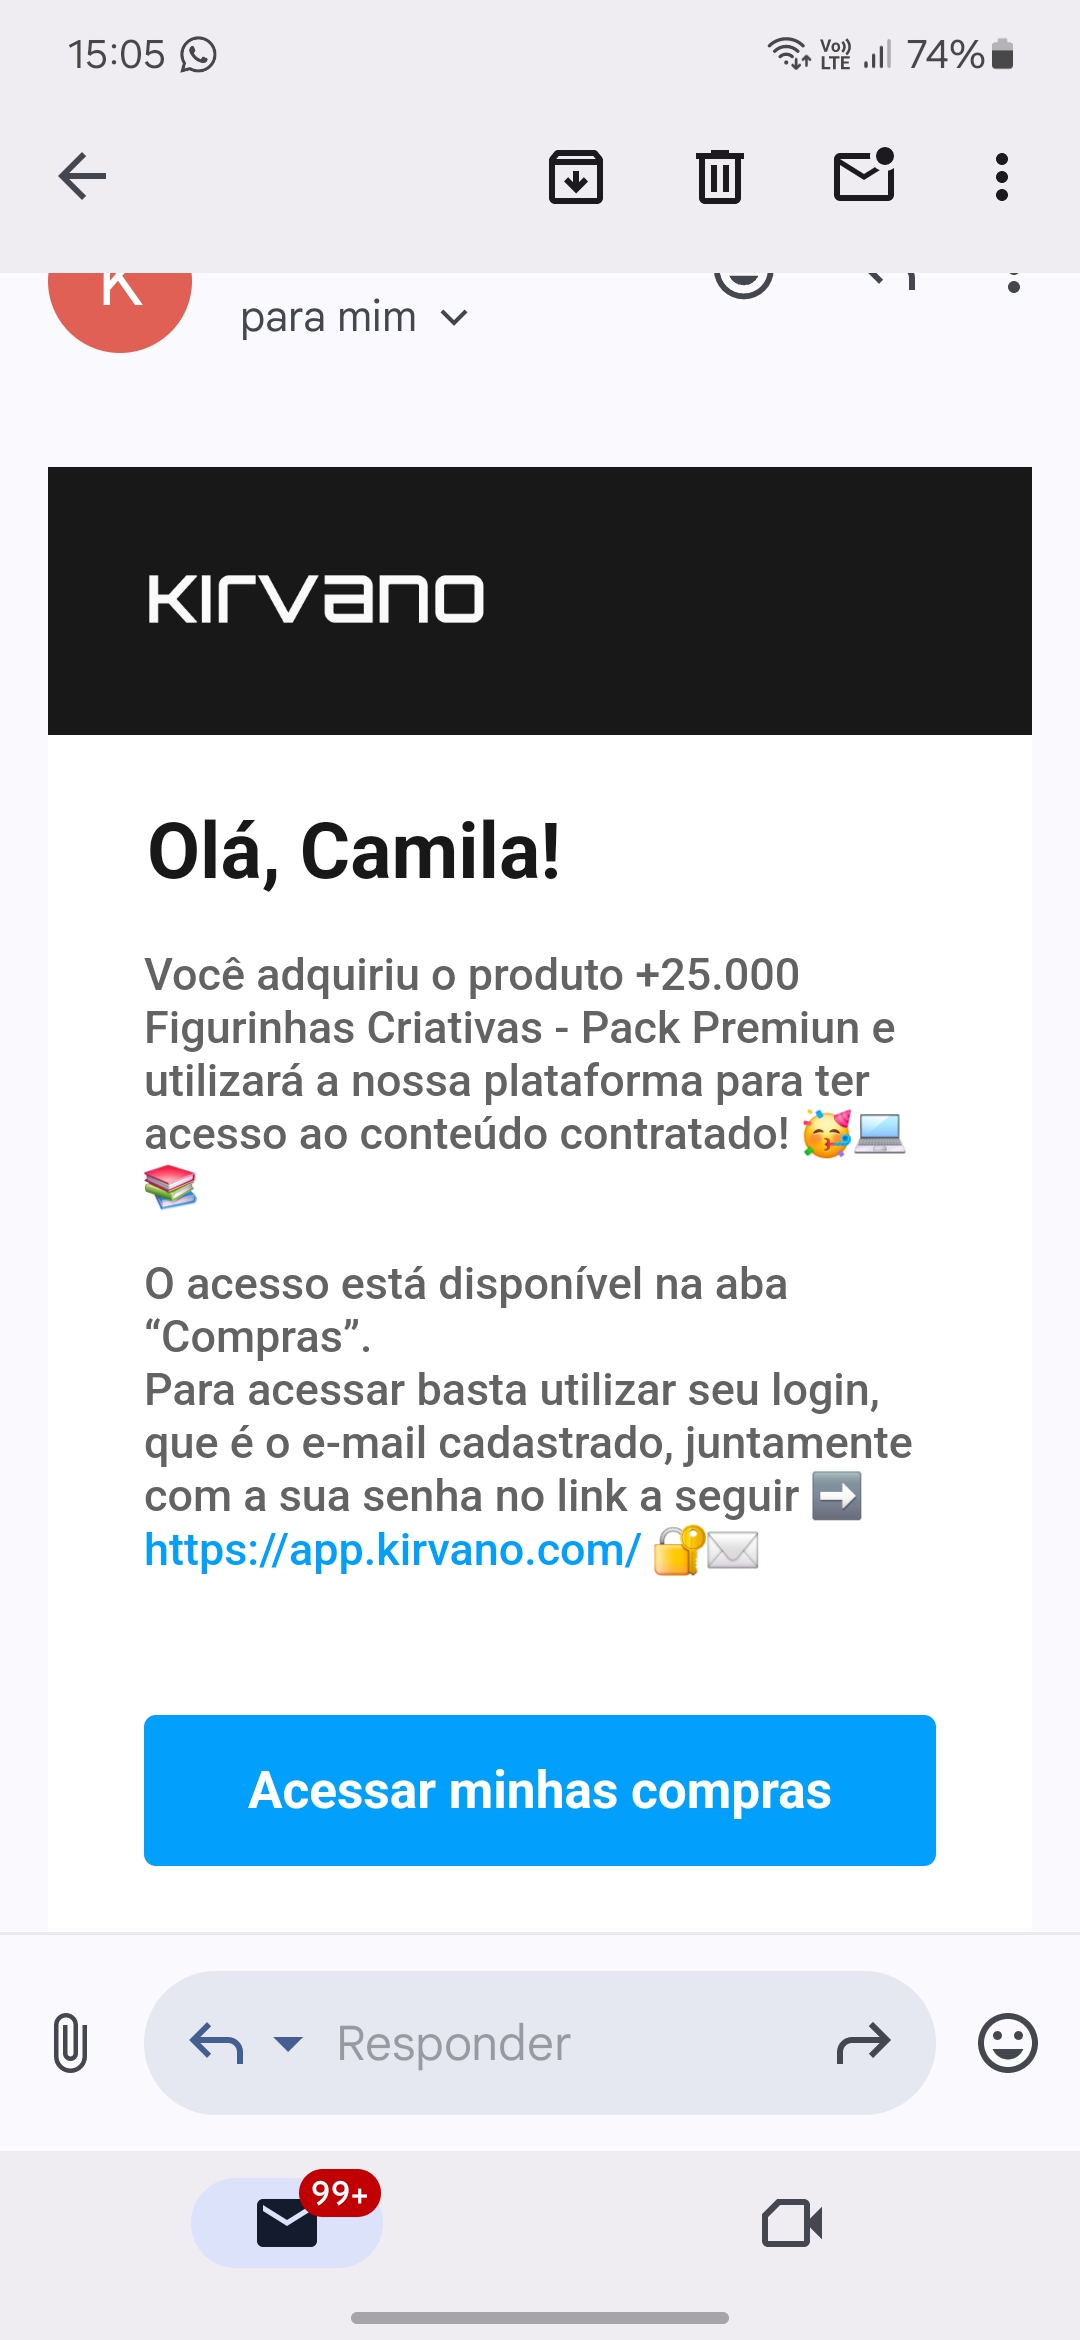 15:05
Vo)) LTE
74%
K
para mim
KIrVANO
Olá, Camila!
Você adquiriu o produto +25.000
Figurinhas Criativas - Pack Premiun e
utilizará a nossa plataforma para ter
acesso ao conteúdo contratado! 🥳💻
📚
O acesso está disponível na aba
“Compras”.
Para acessar basta utilizar seu login,
que é o e-mail cadastrado, juntamente
com a sua senha no link a seguir ➡️
https://app.kirvano.com/ 🔐✉️
Acessar minhas compras
Responder
99+